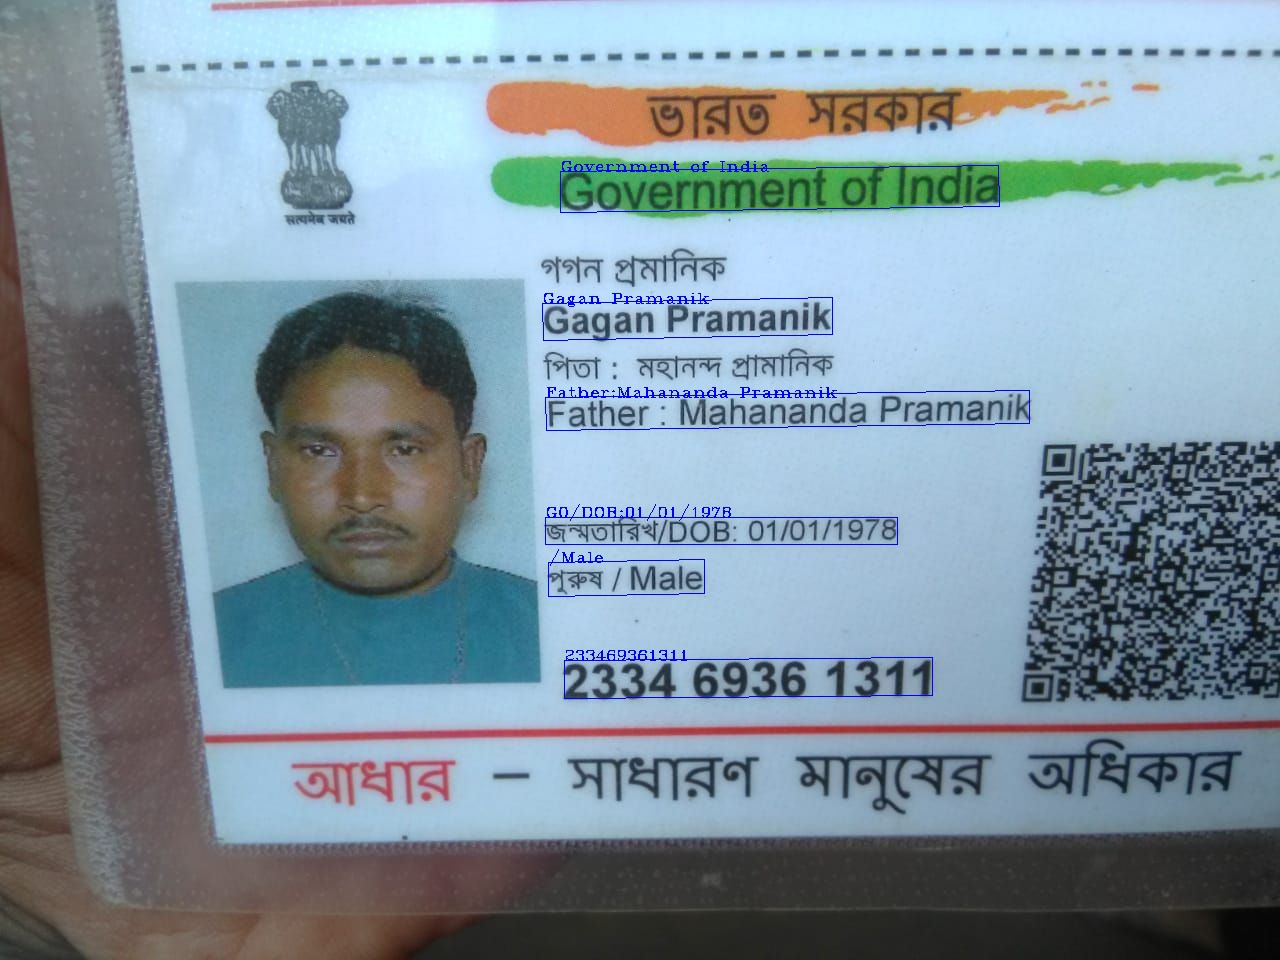 सत्यमेव जयते
ভারত সরকার
Government of India
Government of India
গগন প্রমানিক
Gagan Pramanik
Gagan Pramanik
পিতা : মহানন্দ প্রামানিক
Father:Mahananda Pramanik
Father : Mahananda Pramanik
GO/DOB:01/01/1978
জন্মতারিখ/DOB: 01/01/1978
/Male
পুরুষ / Male
233469361311
2334 6936 1311
আধার – সাধারণ মানুষের অধিকার